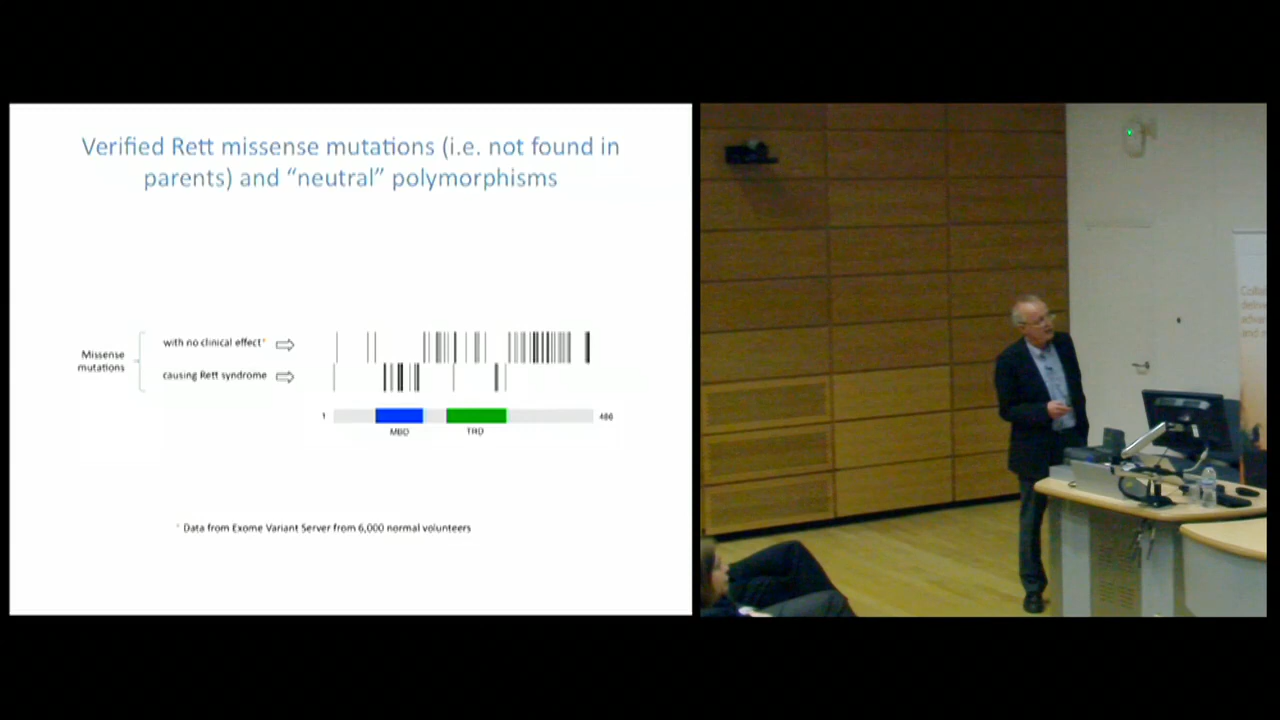 Verified Rett missense mutations (i.e. not found in
parents) and “neutral” polymorphisms
Missense
mutations
with no clinical effect*
causing Rett syndrome
1
486
MBD
TRD
* Data from Exome Variant Server from 6,000 normal volunteers